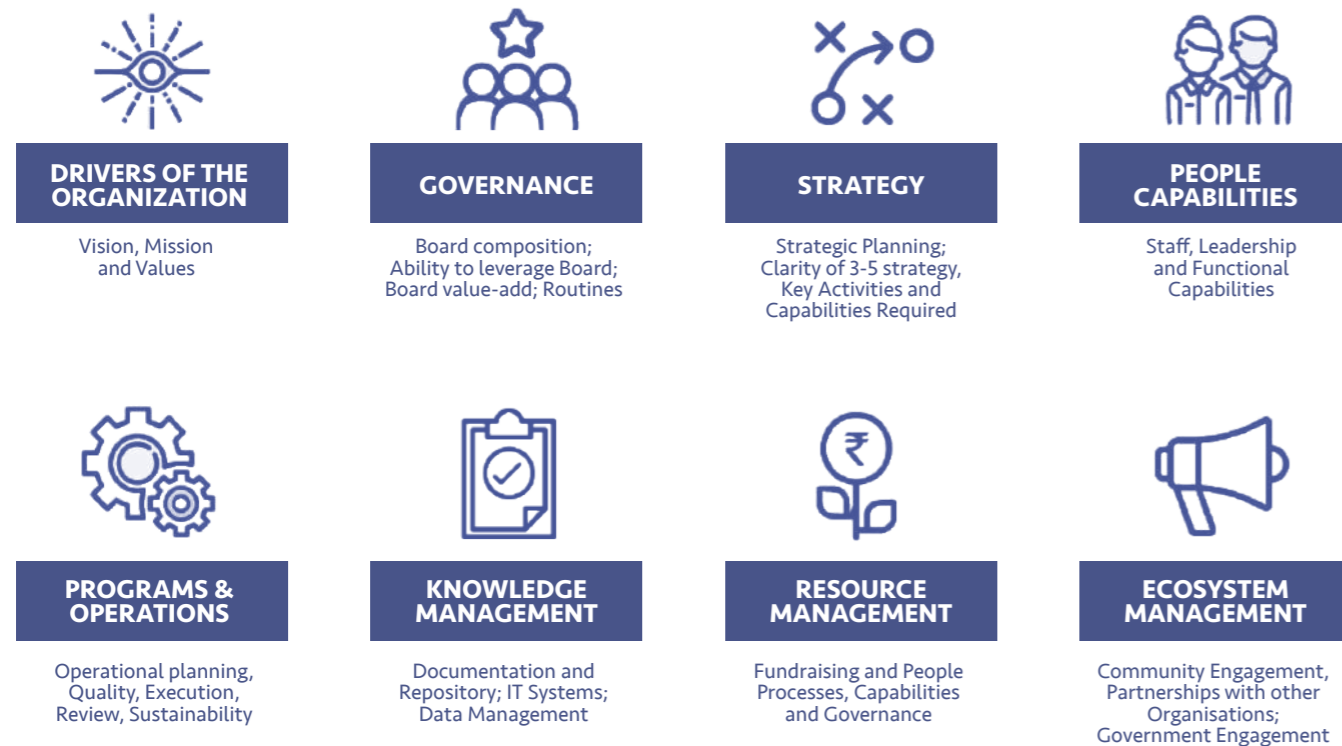 DRIVERS OF THE
ORGANIZATION
Vision, Mission
and Values
GOVERNANCE
Board composition;
Ability to leverage Board;
Board value-add; Routines
STRATEGY
Strategic Planning;
Clarity of 3-5 strategy,
Key Activities and
Capabilities Required
PEOPLE
CAPABILITIES
Staff, Leadership
and Functional
Capabilities
PROGRAMS &
OPERATIONS
Operational planning,
Quality, Execution,
Review, Sustainability
KNOWLEDGE
MANAGEMENT
Documentation and
Repository; IT Systems;
Data Management
₹
RESOURCE
MANAGEMENT
Fundraising and People
Processes, Capabilities
and Governance
ECOSYSTEM
MANAGEMENT
Community Engagement,
Partnerships with other
Organisations;
Government Engagement